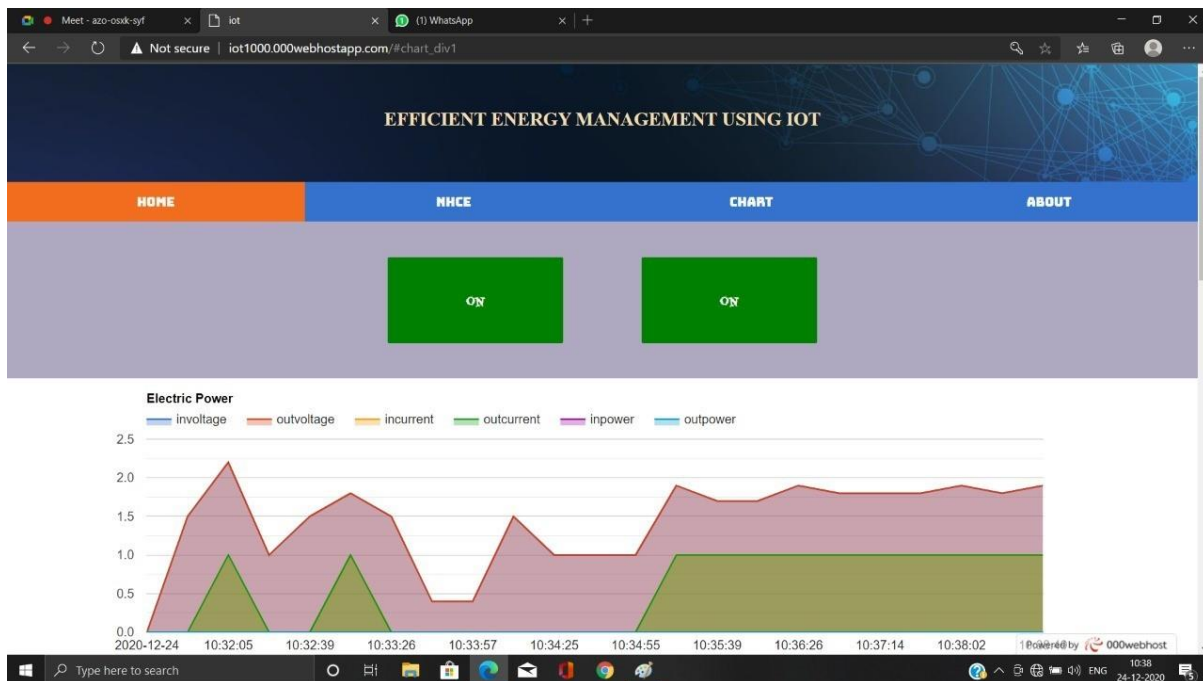 Meet - azo-osxk-syf
iot
(1) WhatsApp
Not secure | iot1000.000webhostapp.com/#chart_div1
EFFICIENT ENERGY MANAGEMENT USING IOT
HOME NHCE CHART ABOUT
ON ON
Electric Power
involtage outvoltage incurrent outcurrent inpower outpower
2.5
2.0
1.5
1.0
0.5
0.0
2020-12-24 10:32:05 10:32:39 10:33:26 10:33:57 10:34:25 10:34:55 10:35:39 10:36:26 10:37:14 10:38:02
Powered by 000webhost
Type here to search
ENG
10:38
24-12-2020